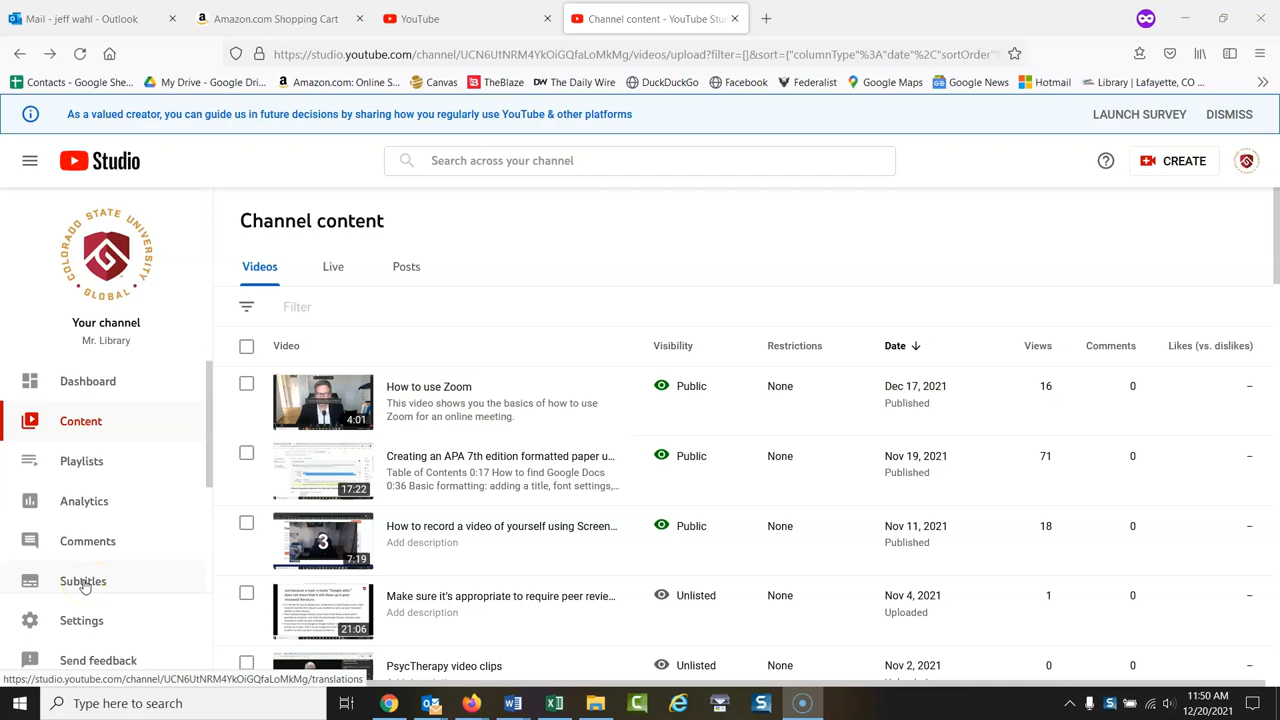 Mail - jeff wahl - Outlook
Amazon.com Shopping Cart
YouTube
Channel content - YouTube Stu
https://studio.youtube.com/channel/UCN6UtNRM4YkOiGQfaLoMkMg/videos/upload?filter=[]&sort={"columnType"%3A"date"%2C"sortOrder"
Contacts - Google She...
My Drive - Google Dri...
Amazon.com: Online S...
Canvas
TheBlaze
DW The Daily Wire
DuckDuckGo
Facebook
Federalist
Google Maps
Google News
Hotmail
Library | Lafayette, CO ...
As a valued creator, you can guide us in future decisions by sharing how you regularly use YouTube & other platforms
LAUNCH SURVEY
DISMISS
Studio
Search across your channel
CREATE
COLORADO STATE UNIVERSITY
GLOBAL
Your channel
Mr. Library
Dashboard
Content
Playlists
Analytics
Comments
Subtitles
Send feedback
https://studio.youtube.com/channel/UCN6UtNRM4YkOiGQfaLoMkMg/translations
Channel content
Videos
Live
Posts
Filter
Video
Visibility
Restrictions
Date
Views
Comments
Likes (vs. dislikes)
4:01
How to use Zoom
This video shows you the basics of how to use
Zoom for an online meeting.
Public
None
Dec 17, 2021
Published
16
0
–
17:22
Creating an APA 7th edition formatted paper u...
Table of Contents 0:17 How to find Google Docs
0:36 Basic formatting: adding a title, font settings,...
Public
None
Nov 19, 2021
Published
71
0
–
3
7:19
How to record a video of yourself using Screen...
Add description
Public
None
Nov 11, 2021
Published
18
0
–
21:06
Make sure it's appropriate to require peer-revie...
Add description
Unlisted
None
Nov 4, 2021
Uploaded
1
0
–
PsycTherapy video clips
Unlisted
None
Nov 2, 2021
2
0
–
Type here to search
11:50 AM
12/20/2021